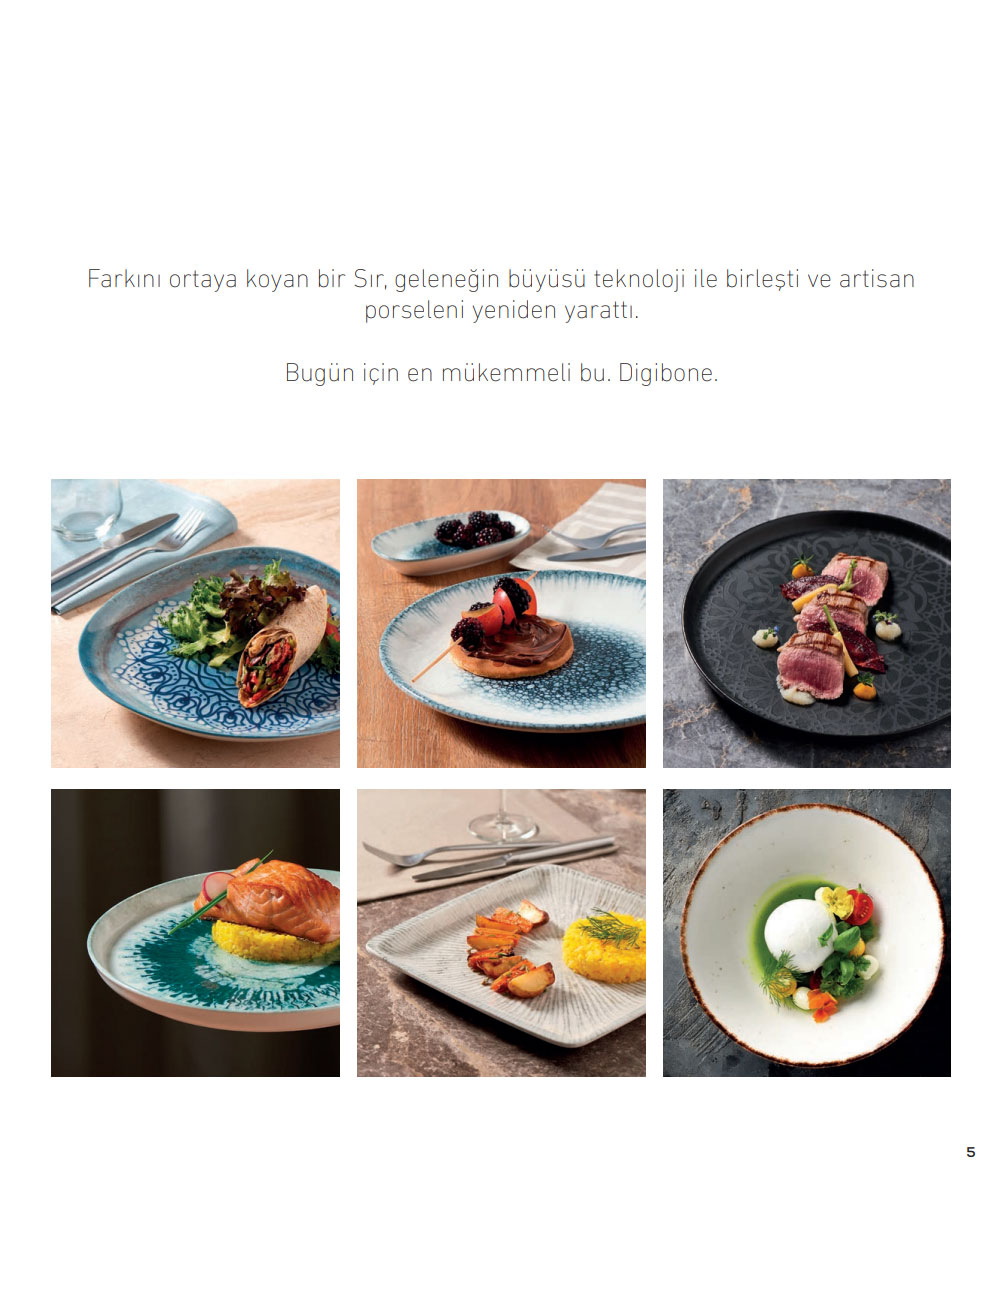 Farkını ortaya koyan bir Sır, geleneğin büyüsü teknoloji ile birleşti ve artisan
porseleni yeniden yarattı.
Bugün için en mükemmeli bu. Digibone.
5